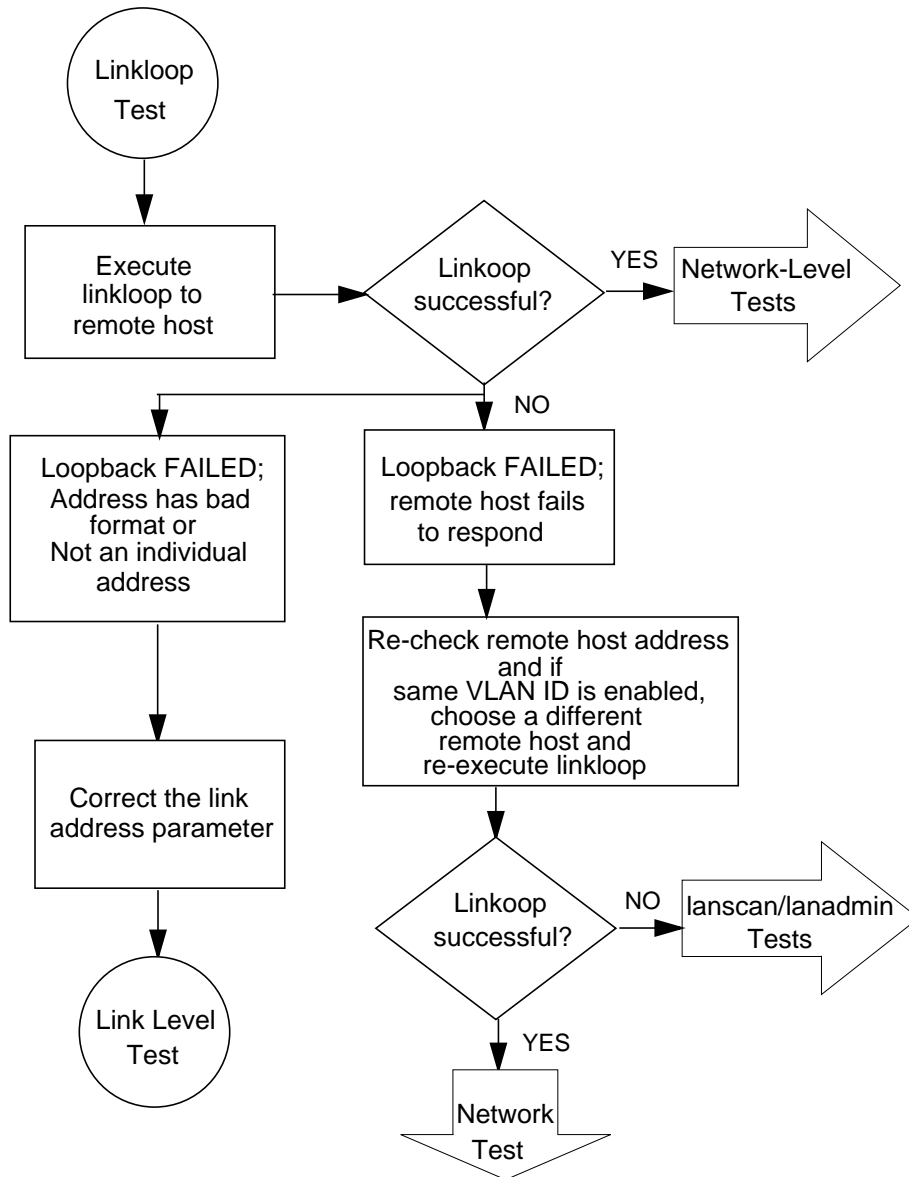 Linkloop
Test
Execute
linkloop to
remote host
Linkoop
successful?
YES
Network-Level
Tests
NO
Loopback FAILED;
Address has bad
format or
Not an individual
address
Loopback FAILED;
remote host fails
to respond
Re-check remote host address
and if
same VLAN ID is enabled,
choose a different
remote host and
re-execute linkloop
Correct the link
address parameter
Linkoop
successful?
NO
lanscan/lanadmin
Tests
Link Level
Test
YES
Network
Test